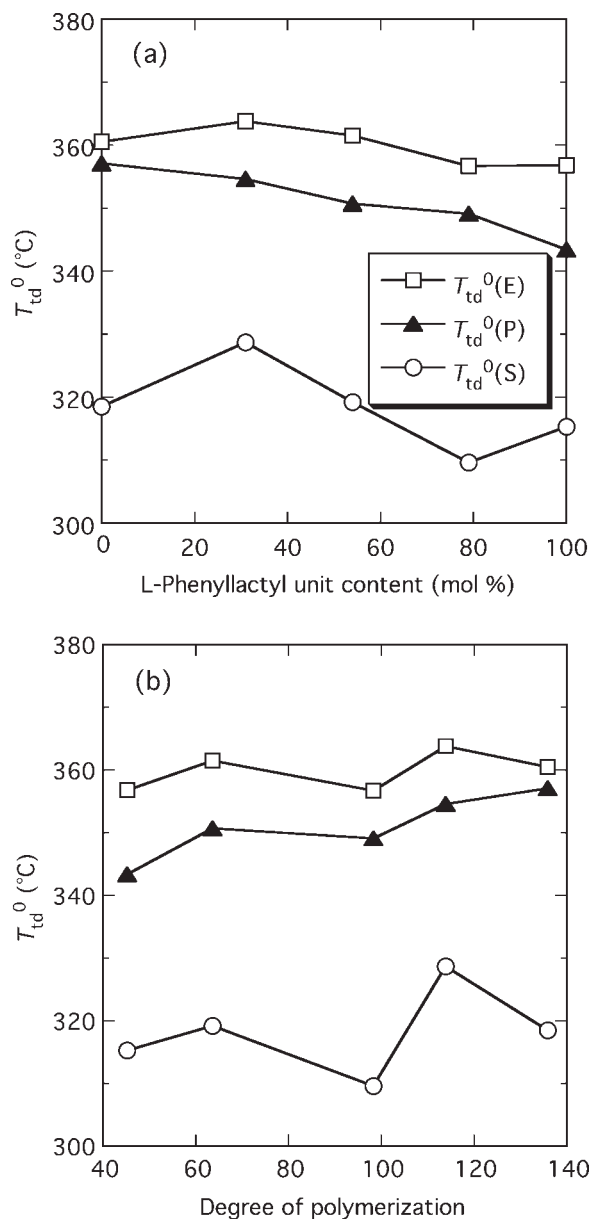 (a)
380
360
340
320
300
T_td^0 (°C)
T_td^0(E)
T_td^0(P)
T_td^0(S)
0 20 40 60 80 100
L-Phenyllactyl unit content (mol %)
(b)
380
360
340
320
300
T_td^0 (°C)
40 60 80 100 120 140
Degree of polymerization